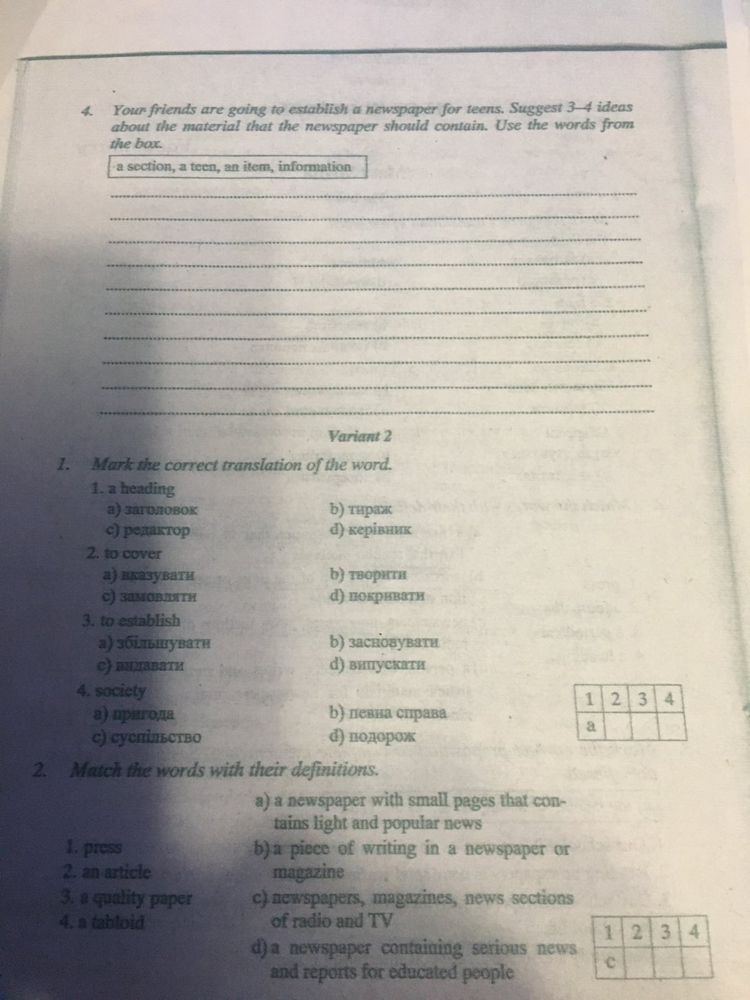 4. Your friends are going to establish a newspaper for teens. Suggest 3–4 ideas
about the material that the newspaper should contain. Use the words from
the box.
a section, a teen, an item, information
Variant 2
1. Mark the correct translation of the word.
1. a heading
a) заголовок b) тираж
c) редактор d) керівник
2. to cover
a) вказувати b) творити
c) замовляти d) покривати
3. to establish
a) збільшувати b) засновувати
c) видавати d) випускати
4. society
a) пригода b) певна справа
c) суспільство d) подорож
1 2 3 4
a
2. Match the words with their definitions.
1. press
2. an article
3. a quality paper
4. a tabloid
a) a newspaper with small pages that con-
tains light and popular news
b) a piece of writing in a newspaper or
magazine
c) newspapers, magazines, news sections
of radio and TV
d) a newspaper containing serious news
and reports for educated people
1 2 3 4
c